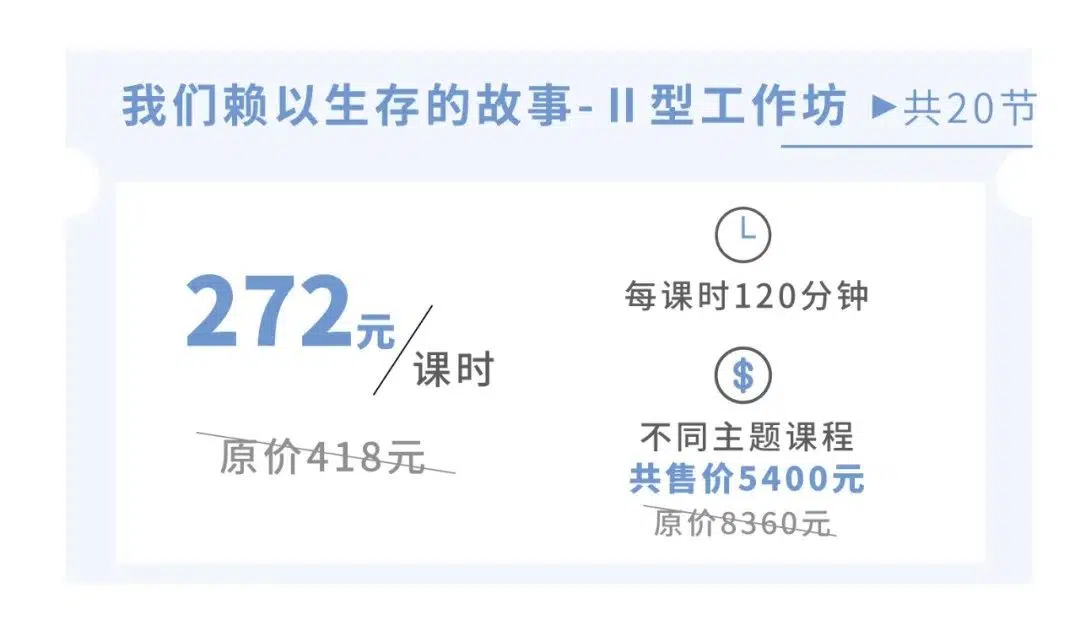 我们赖以生存的故事-Ⅱ型工作坊 ▶共20节
272元/课时
原价418元
每课时120分钟
$
不同主题课程
共售价5400元
原价8360元